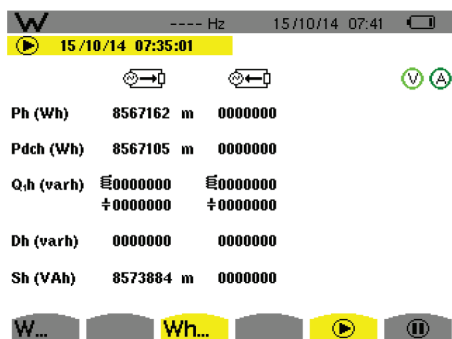 W ---- Hz 15/10/14 07:41
15/10/14 07:35:01
V A
Ph (Wh) 8567162 m 0000000
Pdch (Wh) 8567105 m 0000000
Q₁h (varh) 0000000 0000000
0000000 0000000
Dh (varh) 0000000 0000000
Sh (VAh) 8573884 m 0000000
W... Wh...